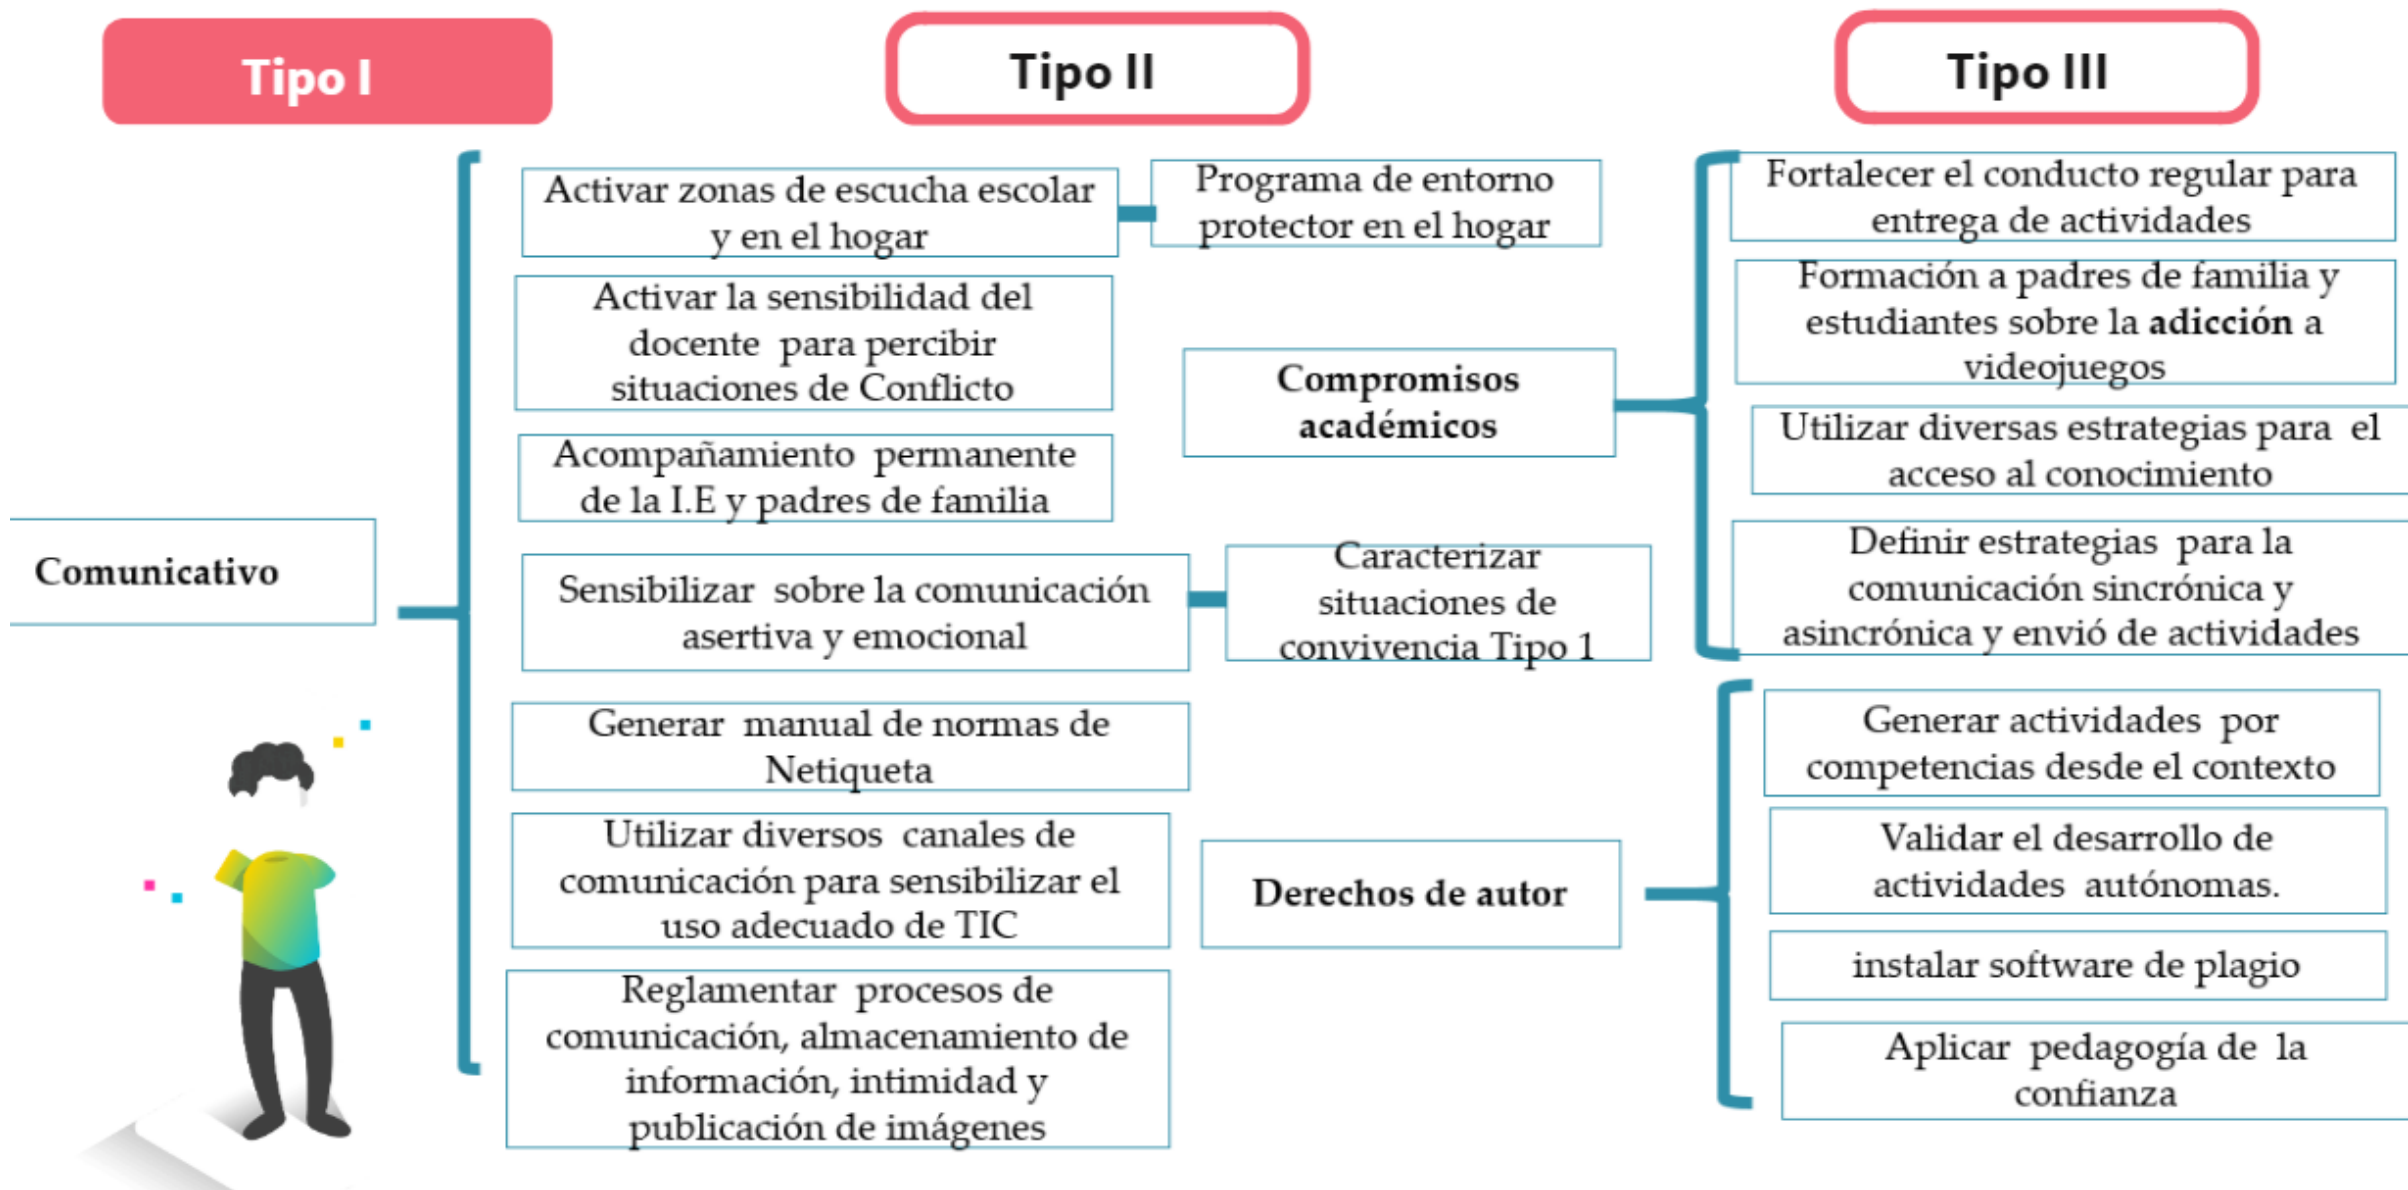 Tipo I
Tipo II
Tipo III
Comunicativo
Activar zonas de escucha escolar
y en el hogar
Programa de entorno
protector en el hogar
Activar la sensibilidad del
docente para percibir
situaciones de Conflicto
Acompañamiento permanente
de la I.E y padres de familia
Sensibilizar sobre la comunicación
asertiva y emocional
Caracterizar
situaciones de
convivencia Tipo 1
Generar manual de normas de
Netiqueta
Utilizar diversos canales de
comunicación para sensibilizar el
uso adecuado de TIC
Reglamentar procesos de
comunicación, almacenamiento de
información, intimidad y
publicación de imágenes
Compromisos
académicos
Fortalecer el conducto regular para
entrega de actividades
Formación a padres de familia y
estudiantes sobre la adicción a
videojuegos
Utilizar diversas estrategias para el
acceso al conocimiento
Definir estrategias para la
comunicación sincrónica y
asincrónica y envió de actividades
Derechos de autor
Generar actividades por
competencias desde el contexto
Validar el desarrollo de
actividades autónomas.
instalar software de plagio
Aplicar pedagogía de la
confianza